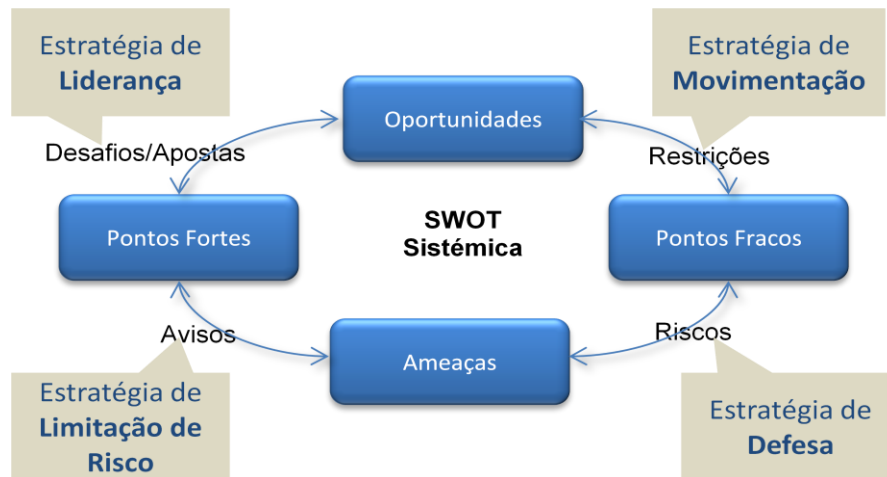 Estratégia de
Liderança
Estratégia de
Movimentação
Oportunidades
Desafios/Apostas
Restrições
Pontos Fortes
SWOT
Sistémica
Pontos Fracos
Avisos
Ameaças
Riscos
Estratégia de
Limitação de
Risco
Estratégia de
Defesa